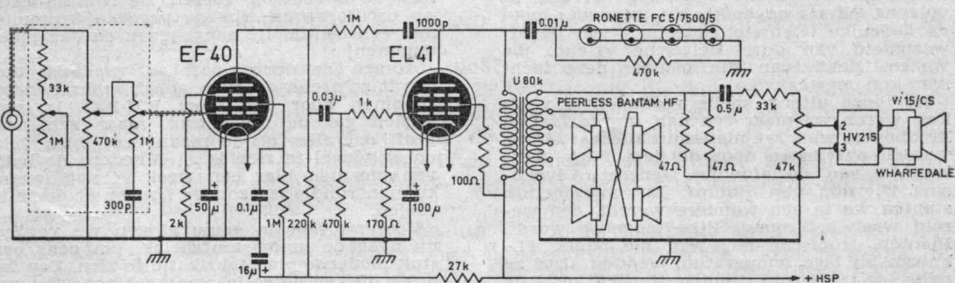 1M
1000p
0.01µ
RONETTE FC 5/7500/5
EF40
EL41
470k
U 80k
33k
0.03µ
1k
PEERLESS BANTAM HF
0.5µ
33k
V/15/CS
1M
470k
1M
2
HV215
3
100Ω
47Ω
47Ω
47k
WHARFEDALE
300p
2k
50µ
0.1µ
1M
220k
470k
170Ω
100µ
16µ
27k
+ HSP